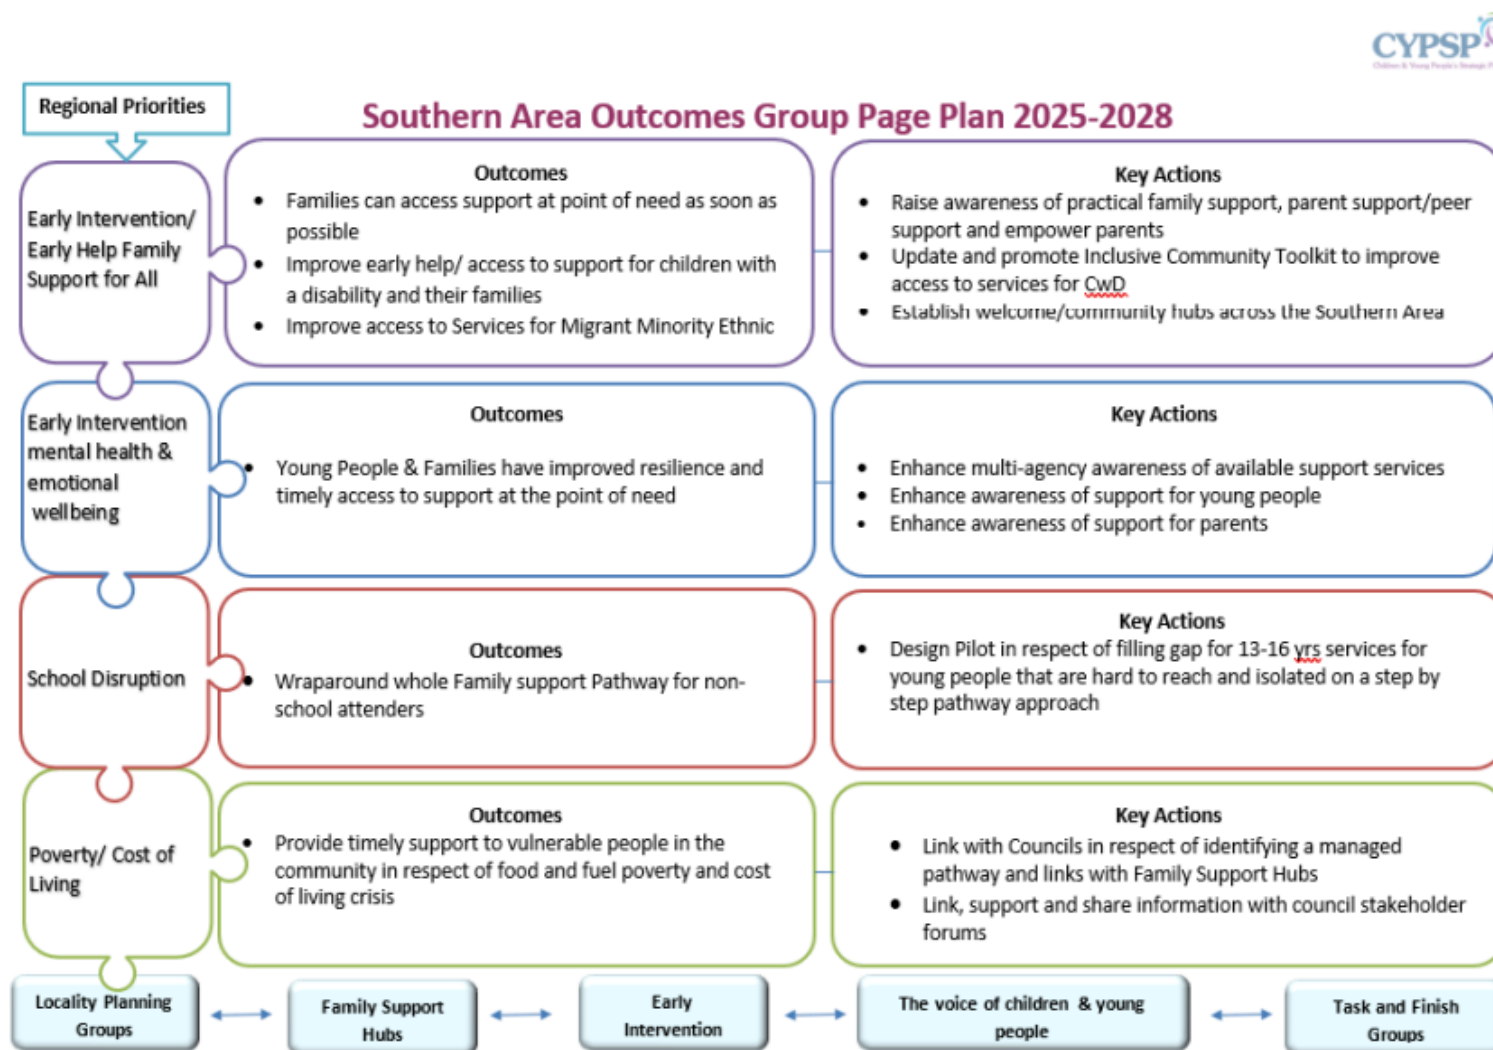 CYPSP
Regional Priorities
Southern Area Outcomes Group Page Plan 2025-2028
Early Intervention/
Early Help Family
Support for All
Outcomes
• Families can access support at point of need as soon as
possible
• Improve early help/ access to support for children with
a disability and their families
• Improve access to Services for Migrant Minority Ethnic
Key Actions
• Raise awareness of practical family support, parent support/peer
support and empower parents
• Update and promote Inclusive Community Toolkit to improve
access to services for CwD
• Establish welcome/community hubs across the Southern Area
Early Intervention
mental health &
emotional
wellbeing
Outcomes
• Young People & Families have improved resilience and
timely access to support at the point of need
Key Actions
• Enhance multi-agency awareness of available support services
• Enhance awareness of support for young people
• Enhance awareness of support for parents
School Disruption
Outcomes
• Wraparound whole Family support Pathway for non-
school attenders
Key Actions
• Design Pilot in respect of filling gap for 13-16 yrs services for
young people that are hard to reach and isolated on a step by
step pathway approach
Poverty/ Cost of
Living
Outcomes
• Provide timely support to vulnerable people in the
community in respect of food and fuel poverty and cost
of living crisis
Key Actions
• Link with Councils in respect of identifying a managed
pathway and links with Family Support Hubs
• Link, support and share information with council stakeholder
forums
Locality Planning
Groups
Family Support
Hubs
Early
Intervention
The voice of children & young
people
Task and Finish
Groups